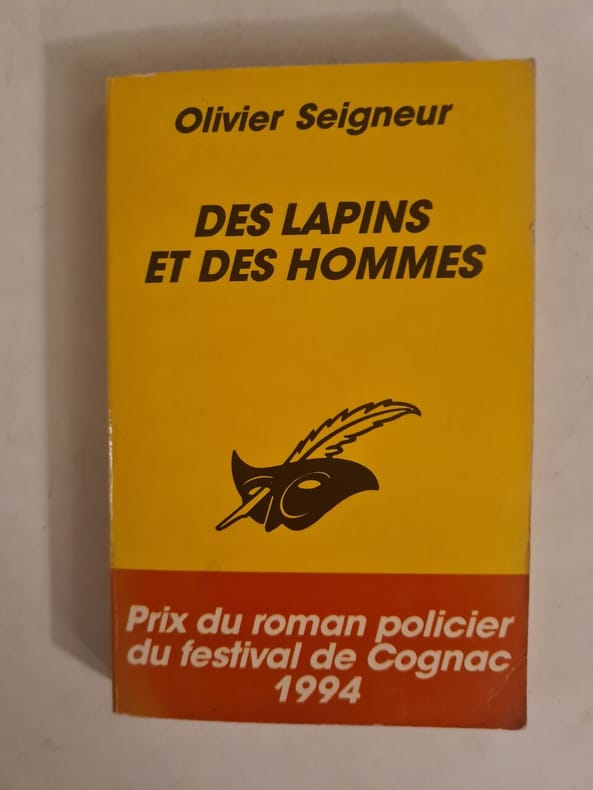 Olivier Seigneur
DES LAPINS
ET DES HOMMES
Prix du roman policier
du festival de Cognac
1994